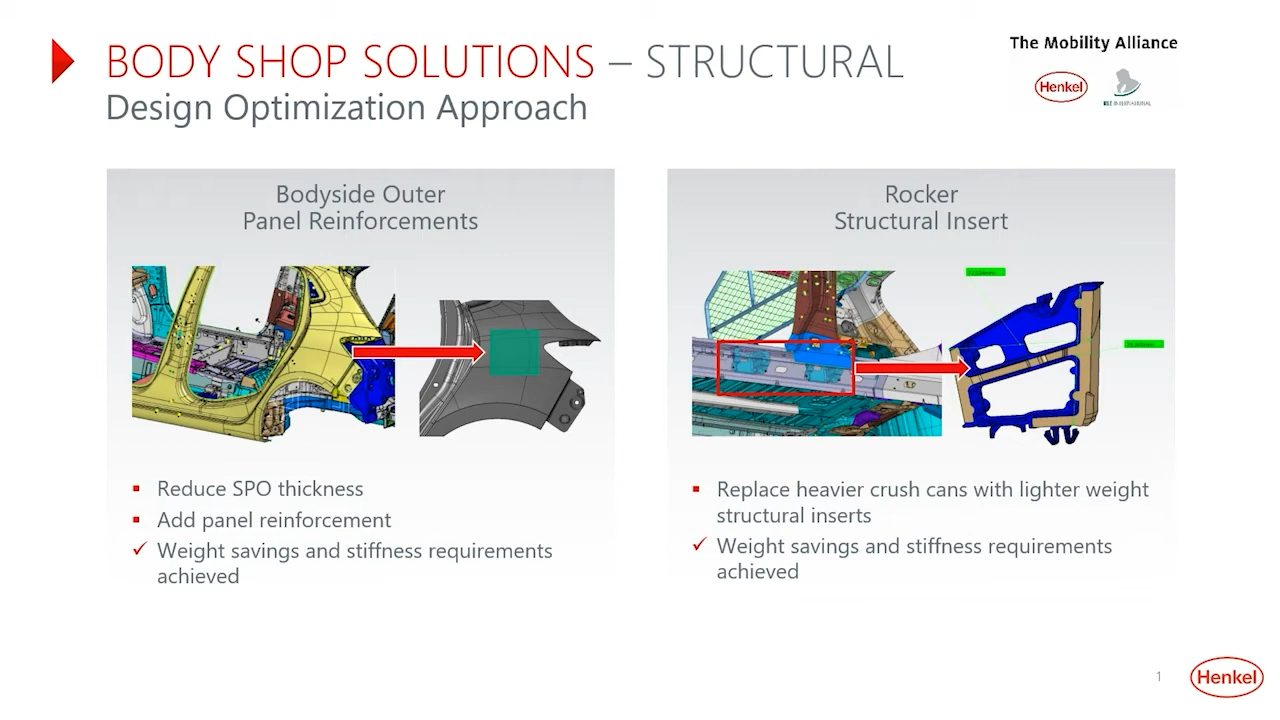 BODY SHOP SOLUTIONS – STRUCTURAL
Design Optimization Approach
The Mobility Alliance
Henkel
Bodyside Outer
Panel Reinforcements
Reduce SPO thickness
Add panel reinforcement
Weight savings and stiffness requirements
achieved
Rocker
Structural Insert
Replace heavier crush cans with lighter weight
structural inserts
Weight savings and stiffness requirements
achieved
1
Henkel